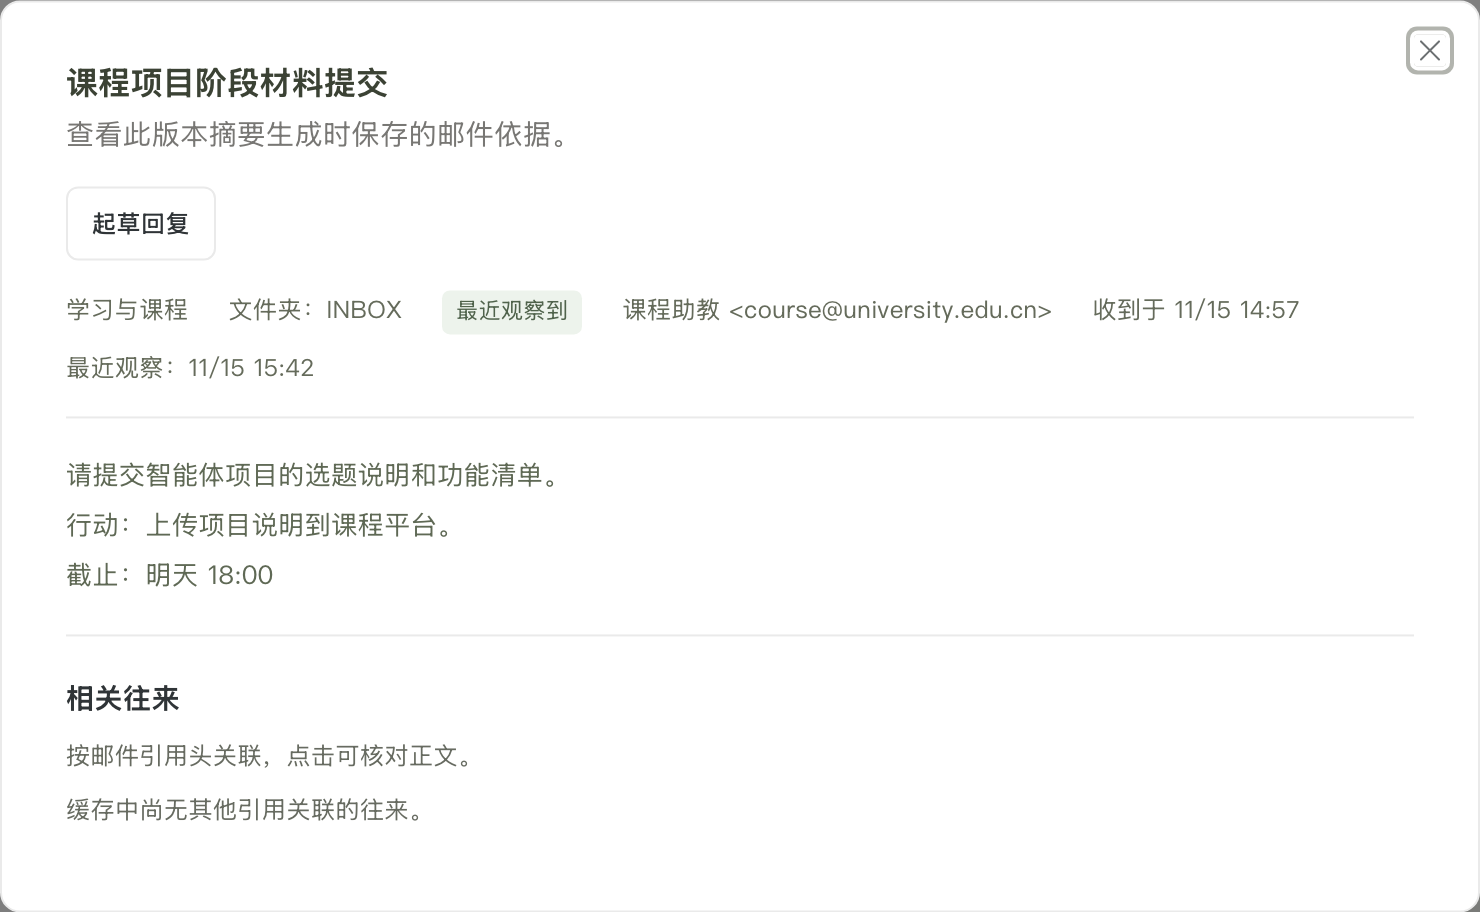 课程项目阶段材料提交
查看此版本摘要生成时保存的邮件依据。
起草回复
学习与课程 文件夹：INBOX 最近观察到 课程助教 <course@university.edu.cn> 收到于 11/15 14:57
最近观察：11/15 15:42
请提交智能体项目的选题说明和功能清单。
行动：上传项目说明到课程平台。
截止：明天 18:00
相关往来
按邮件引用头关联，点击可核对正文。
缓存中尚无其他引用关联的往来。